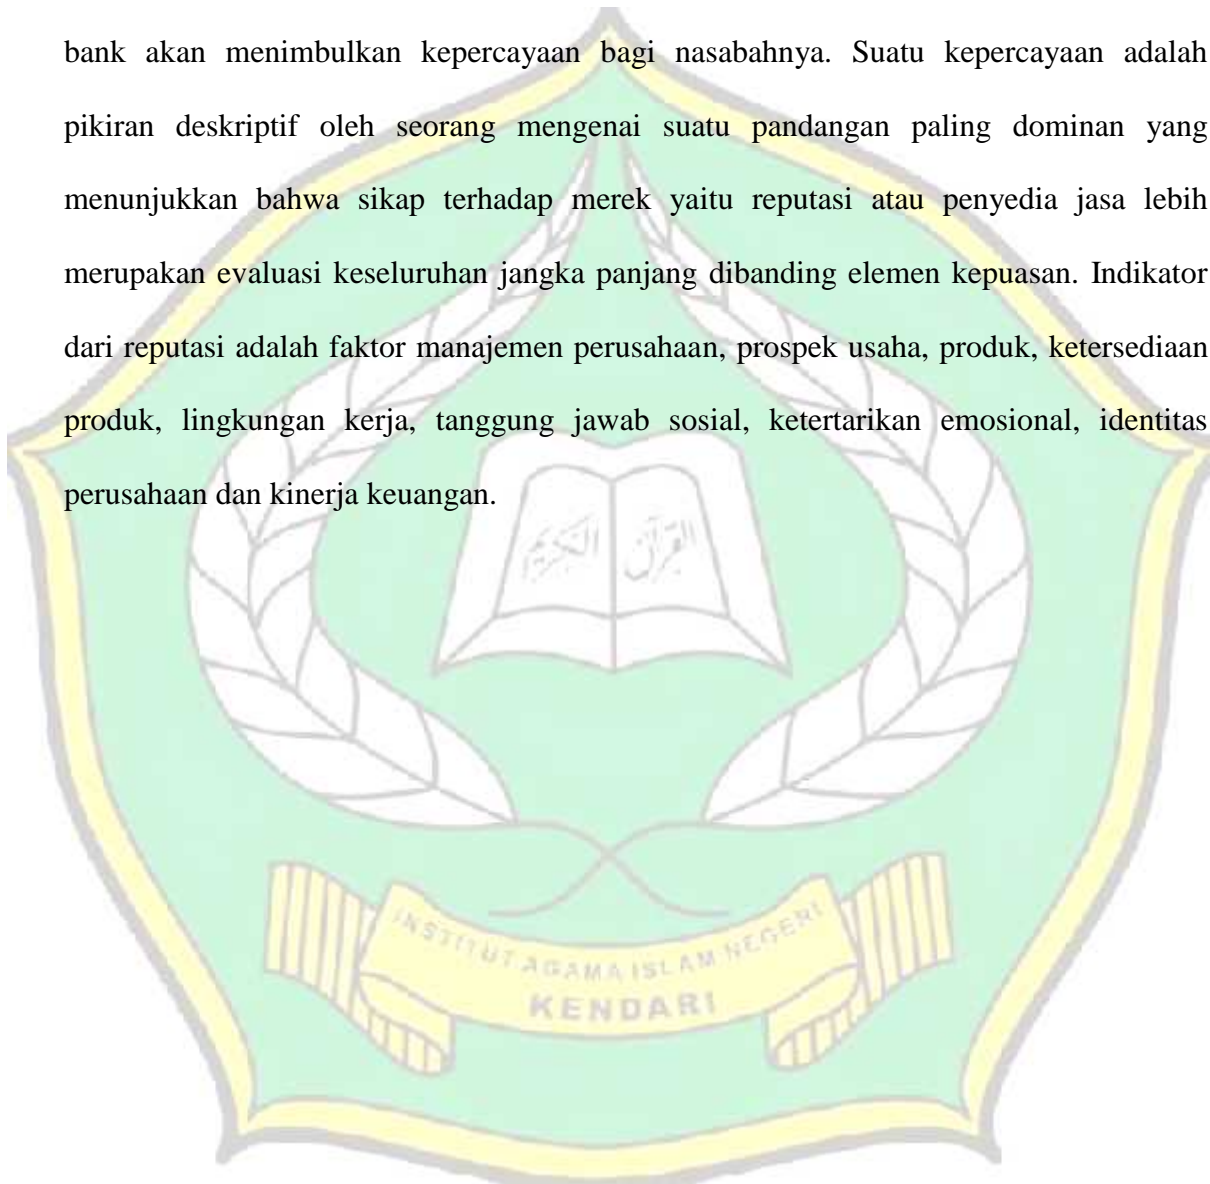 bank akan menimbulkan kepercayaan bagi nasabahnya. Suatu kepercayaan adalah
pikiran deskriptif oleh seorang mengenai suatu pandangan paling dominan yang
menunjukkan bahwa sikap terhadap merek yaitu reputasi atau penyedia jasa lebih
merupakan evaluasi keseluruhan jangka panjang dibanding elemen kepuasan. Indikator
dari reputasi adalah faktor manajemen perusahaan, prospek usaha, produk, ketersediaan
produk, lingkungan kerja, tanggung jawab sosial, ketertarikan emosional, identitas
perusahaan dan kinerja keuangan.
القرآن الكريم
INSTITUT AGAMA ISLAM NEGERI
KENDARI